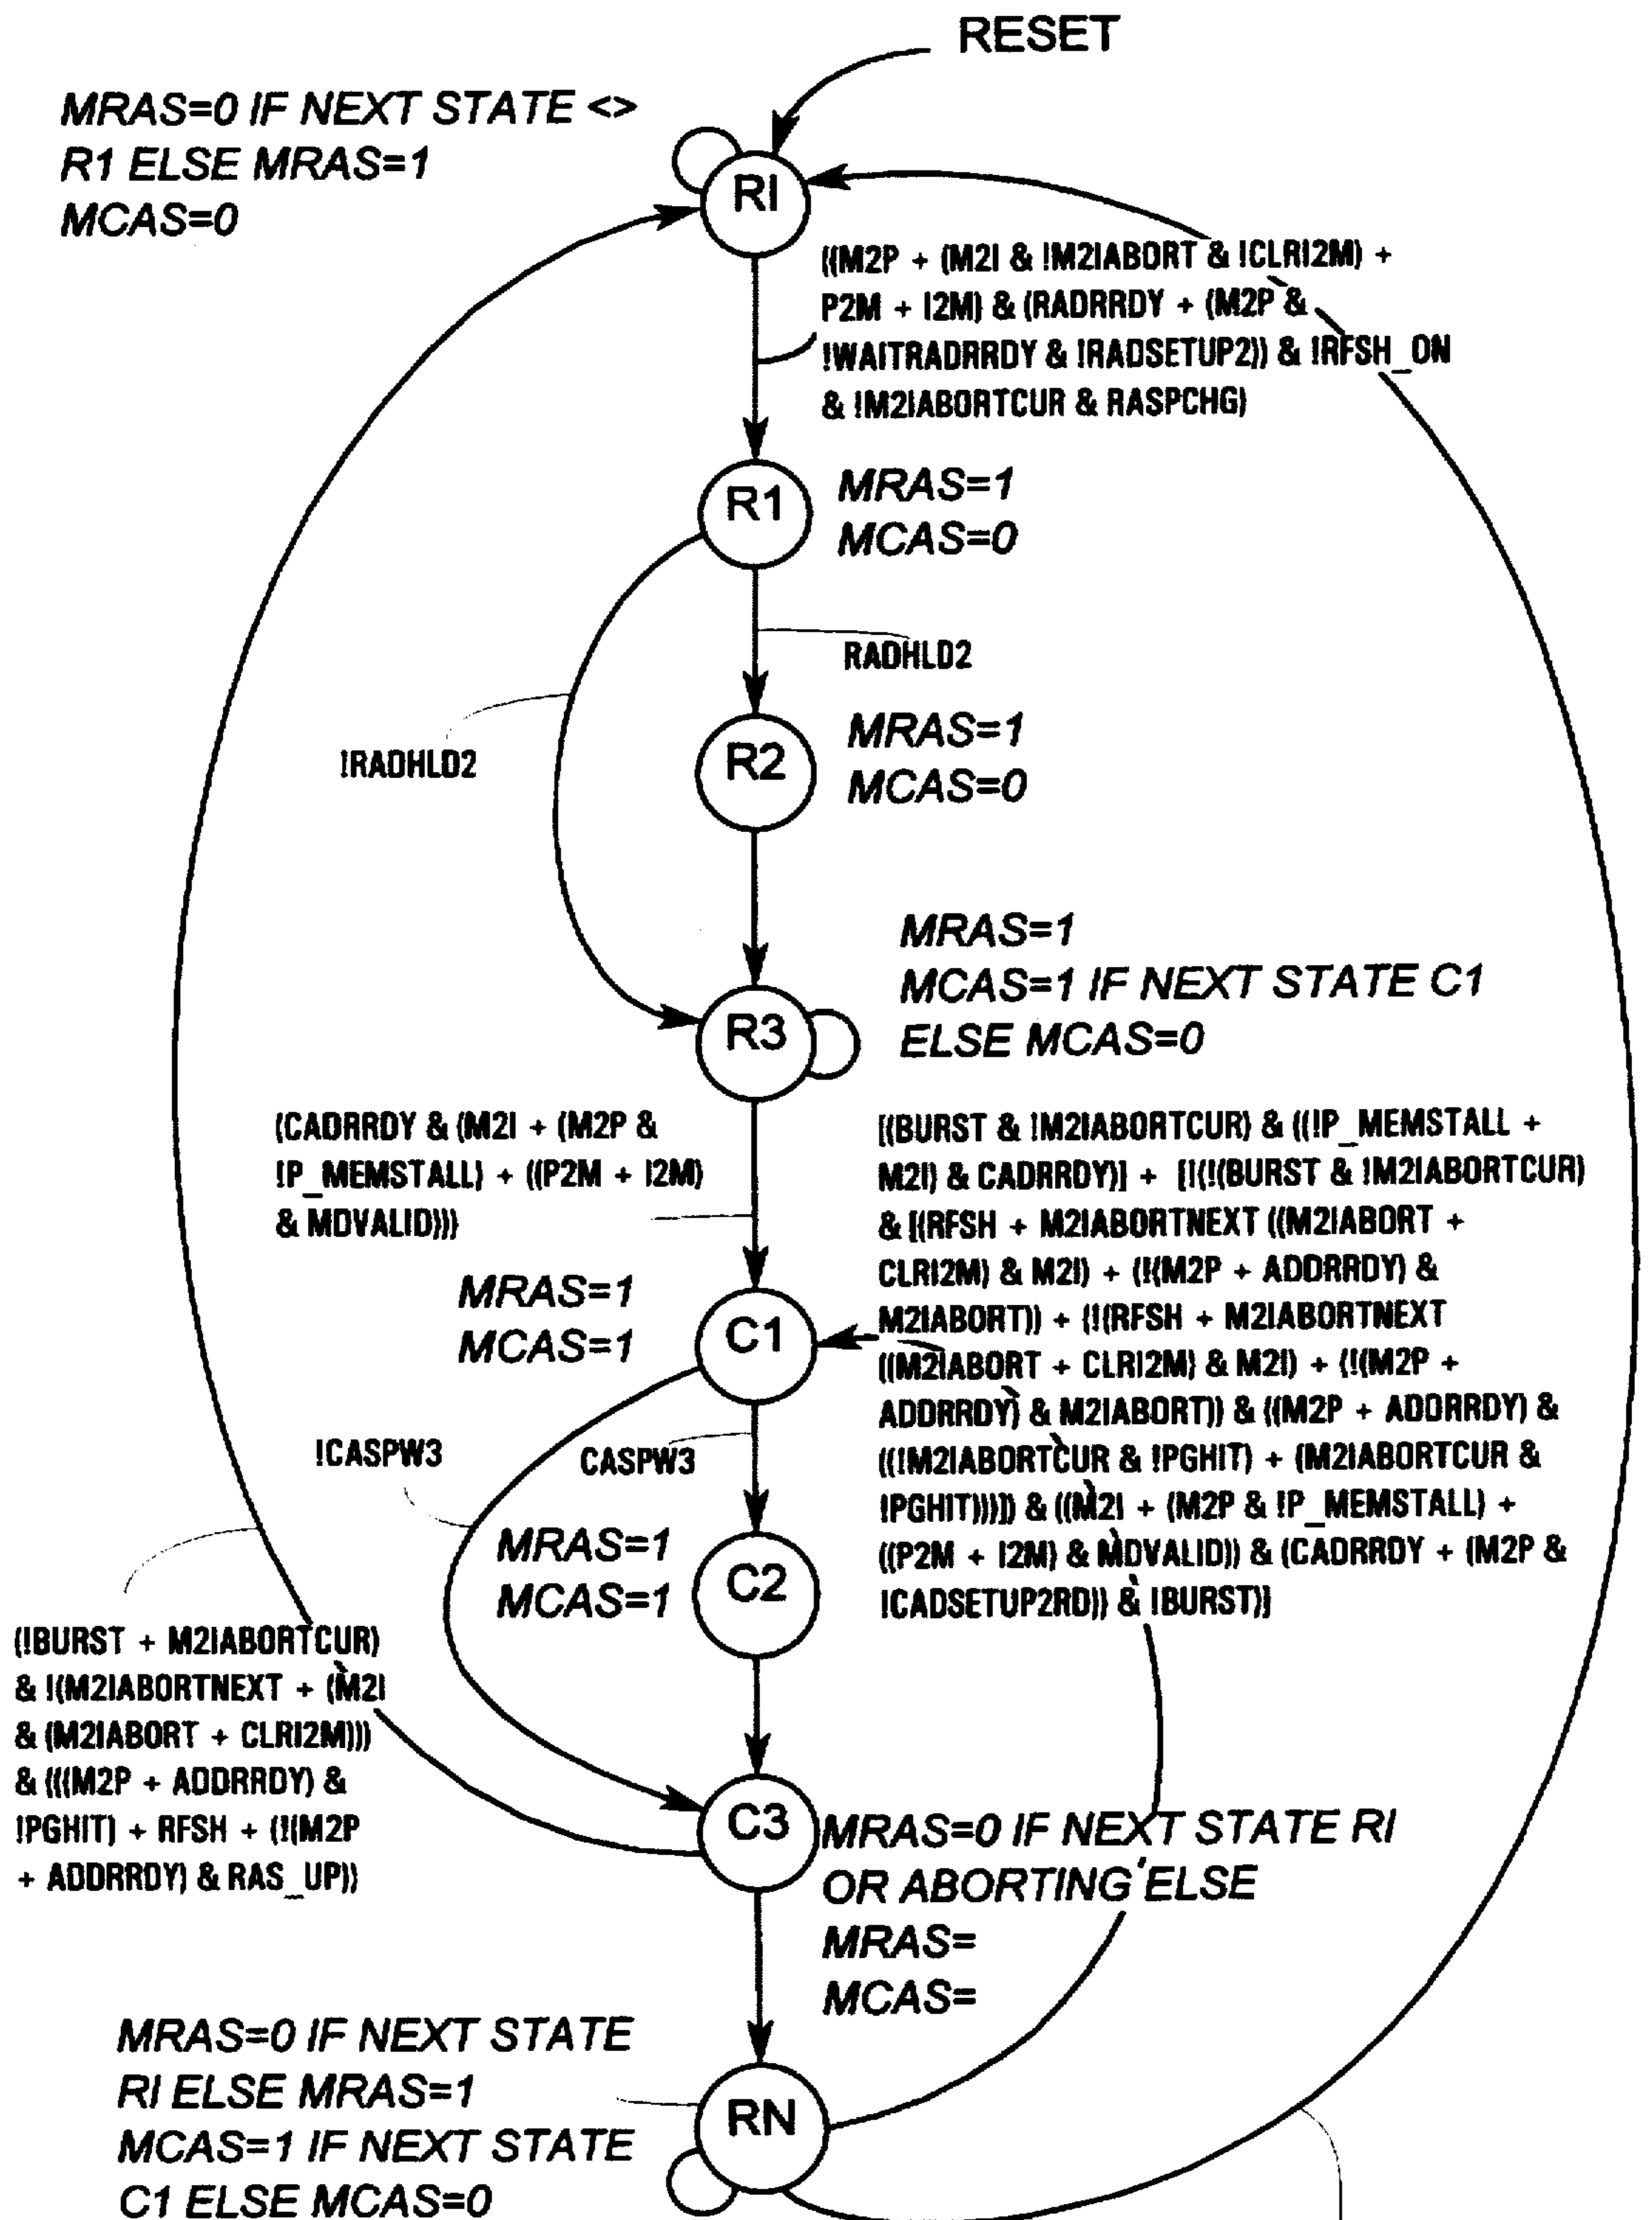 RESET
MRAS=0 IF NEXT STATE <>
R1 ELSE MRAS=1
MCAS=0
RI
((M2P + (M2I & !M2IABORT & !CLRI2M) +
P2M + I2M) & (RADRRDY + (M2P &
!WAITRADRRDY & !RADSETUP2)) & !RFSH_ON
& !M2IABORTCUR & RASPCHG)
R1
MRAS=1
MCAS=0
RADHLD2
!RADHLD2
R2
MRAS=1
MCAS=0
MRAS=1
MCAS=1 IF NEXT STATE C1
ELSE MCAS=0
R3
(CADRRDY & (M2I + (M2P &
!P_MEMSTALL) + ((P2M + I2M)
& MDVALID)))
[(BURST & !M2IABORTCUR) & ((!P_MEMSTALL +
M2I) & CADRRDY)] + [!(!(BURST & !M2IABORTCUR)
& [(RFSH + M2IABORTNEXT ((M2IABORT +
CLRI2M) & M2I) + (!(M2P + ADDRRDY) &
M2IABORT)) + (!(RFSH + M2IABORTNEXT
((M2IABORT + CLRI2M) & M2I) + (!(M2P +
ADDRRDY) & M2IABORT)) & ((M2P + ADDRRDY) &
((!M2IABORTCUR & !PGHIT) + (M2IABORTCUR &
!PGHIT)))]) & ((M2I + (M2P & !P_MEMSTALL) +
((P2M + I2M) & MDVALID)) & (CADRRDY + (M2P &
!CADSETUP2RD)) & !BURST)]
MRAS=1
MCAS=1
C1
!CASPW3
CASPW3
MRAS=1
MCAS=1
C2
(!BURST + M2IABORTCUR)
& !(M2IABORTNEXT + (M2I
& (M2IABORT + CLRI2M)))
& (((M2P + ADDRRDY) &
!PGHIT) + RFSH + (!(M2P
+ ADDRRDY) & RAS_UP))
C3
MRAS=0 IF NEXT STATE RI
OR ABORTING ELSE
MRAS=
MCAS=
MRAS=0 IF NEXT STATE
RI ELSE MRAS=1
MCAS=1 IF NEXT STATE
C1 ELSE MCAS=0
RN